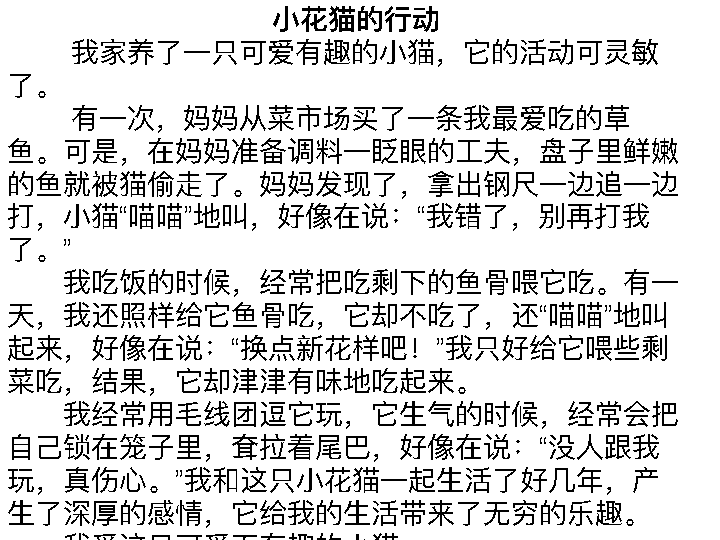 小花猫的行动
我家养了一只可爱有趣的小猫，它的活动可灵敏
了。
有一次，妈妈从菜市场买了一条我最爱吃的草
鱼。可是，在妈妈准备调料一眨眼的工夫，盘子里鲜嫩
的鱼就被猫偷走了。妈妈发现了，拿出钢尺一边追一边
打，小猫“喵喵”地叫，好像在说：“我错了，别再打我
了。”
我吃饭的时候，经常把吃剩下的鱼骨喂它吃。有一
天，我还照样给它鱼骨吃，它却不吃了，还“喵喵”地叫
起来，好像在说：“换点新花样吧！”我只好给它喂些剩
菜吃，结果，它却津津有味地吃起来。
我经常用毛线团逗它玩，它生气的时候，经常会把
自己锁在笼子里，耷拉着尾巴，好像在说：“没人跟我
玩，真伤心。”我和这只小花猫一起生活了好几年，产
生了深厚的感情，它给我的生活带来了无穷的乐趣。